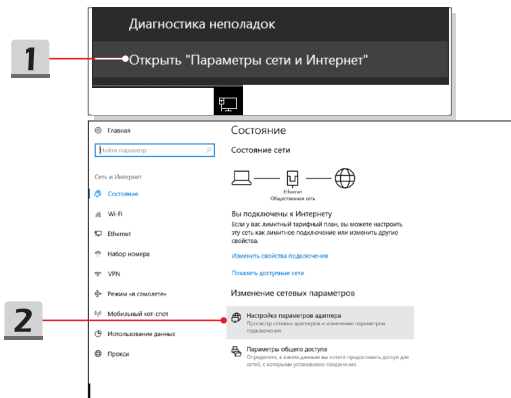 Диагностика неполадок
1
Открыть "Параметры сети и Интернет"
Главная
Найти параметр
Сеть и Интернет
Состояние
Wi-Fi
Ethernet
Набор номера
VPN
Режим «в самолете»
Мобильный хот-спот
Использование данных
Прокси
Состояние
Состояние сети
Ethernet
Общественная сеть
Вы подключены к Интернету
Если у вас лимитный тарифный план, вы можете настроить
эту сеть как лимитное подключение или изменить другие
свойства.
Изменить свойства подключения
Показать доступные сети
Изменение сетевых параметров
2
Настройка параметров адаптера
Просмотр сетевых адаптеров и изменение параметров
подключения.
Параметры общего доступа
Определите, к каким данным вы хотите предоставить доступ для
сетей, с которыми установлено соединение.